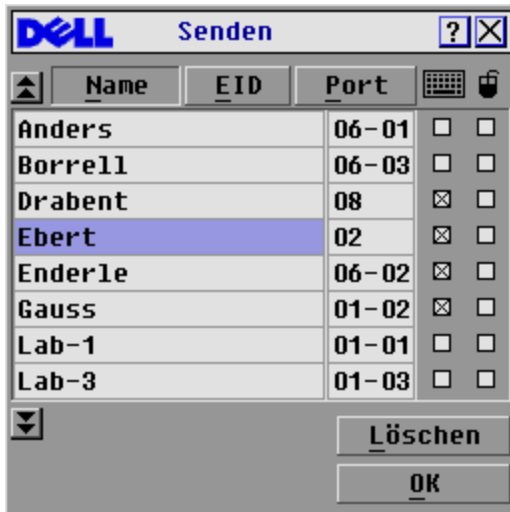 DELL Senden ?
Name EID Port
Anders 06-01
Borrell 06-03
Drabent 08
Ebert 02
Enderle 06-02
Gauss 01-02
Lab-1 01-01
Lab-3 01-03
Löschen
OK